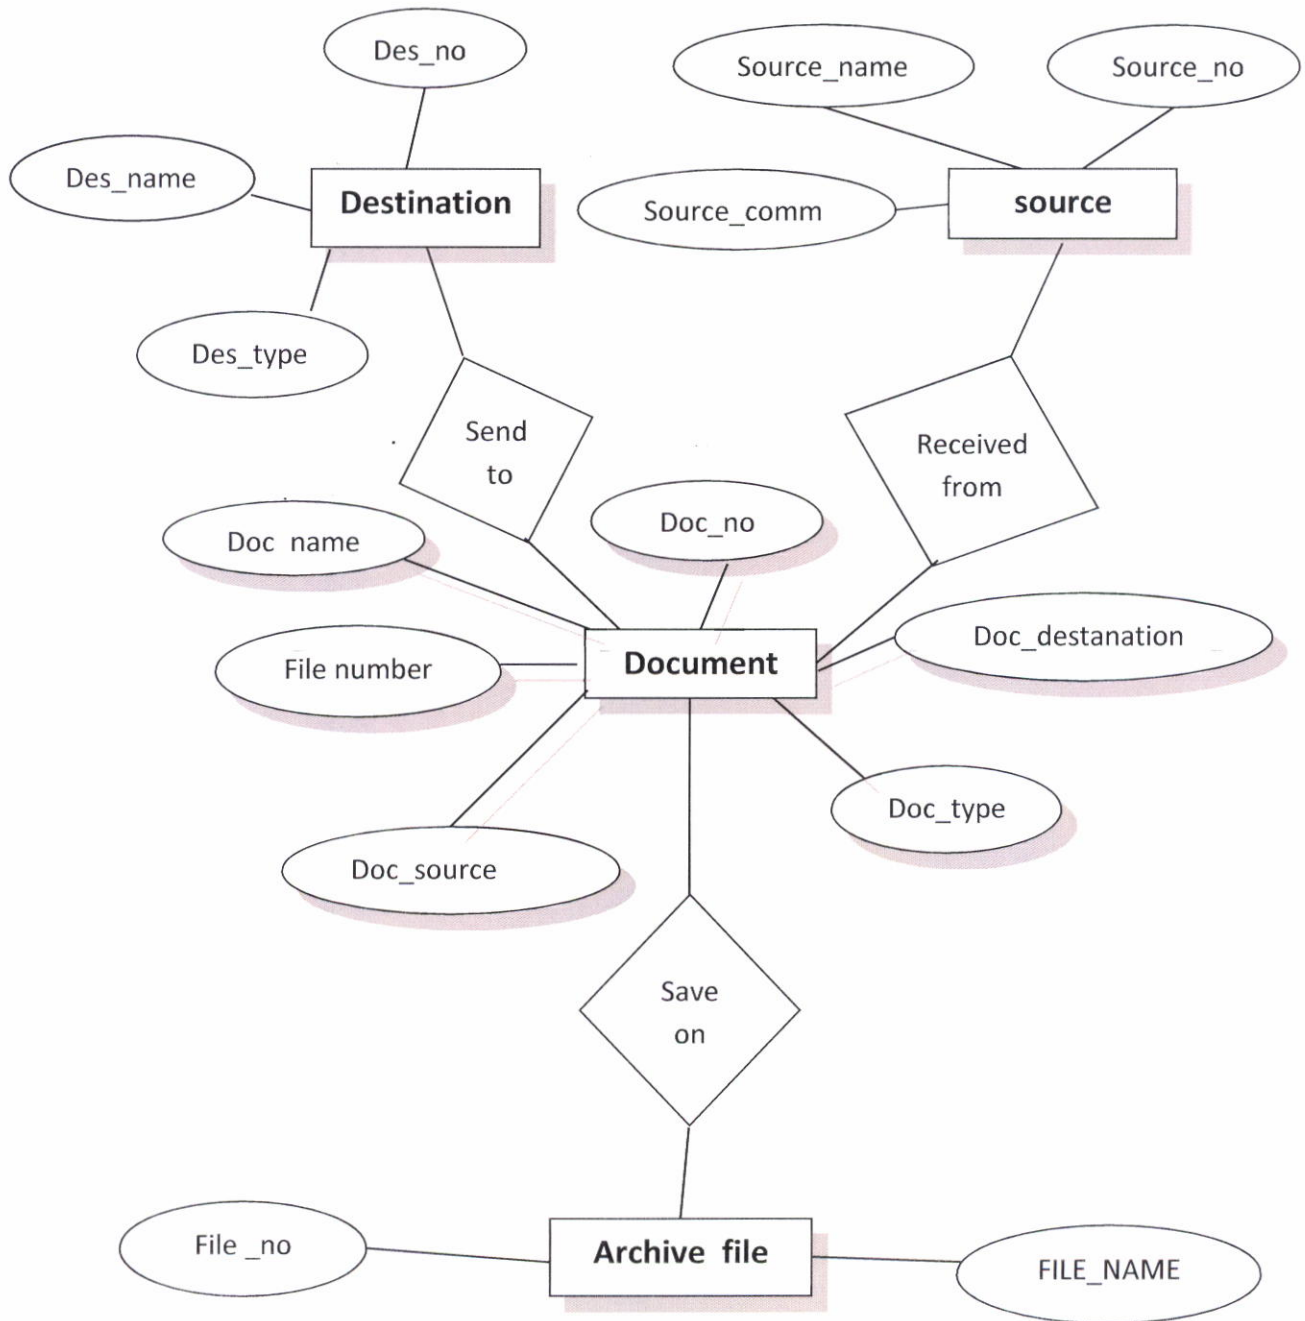 Des_no
Source_name
Source_no
Des_name
Destination
Source_comm
source
Des_type
Send
to
Received
from
Doc_no
Doc name
Doc_destanation
File number
Document
Doc_type
Doc_source
Save
on
File _no
Archive file
FILE_NAME